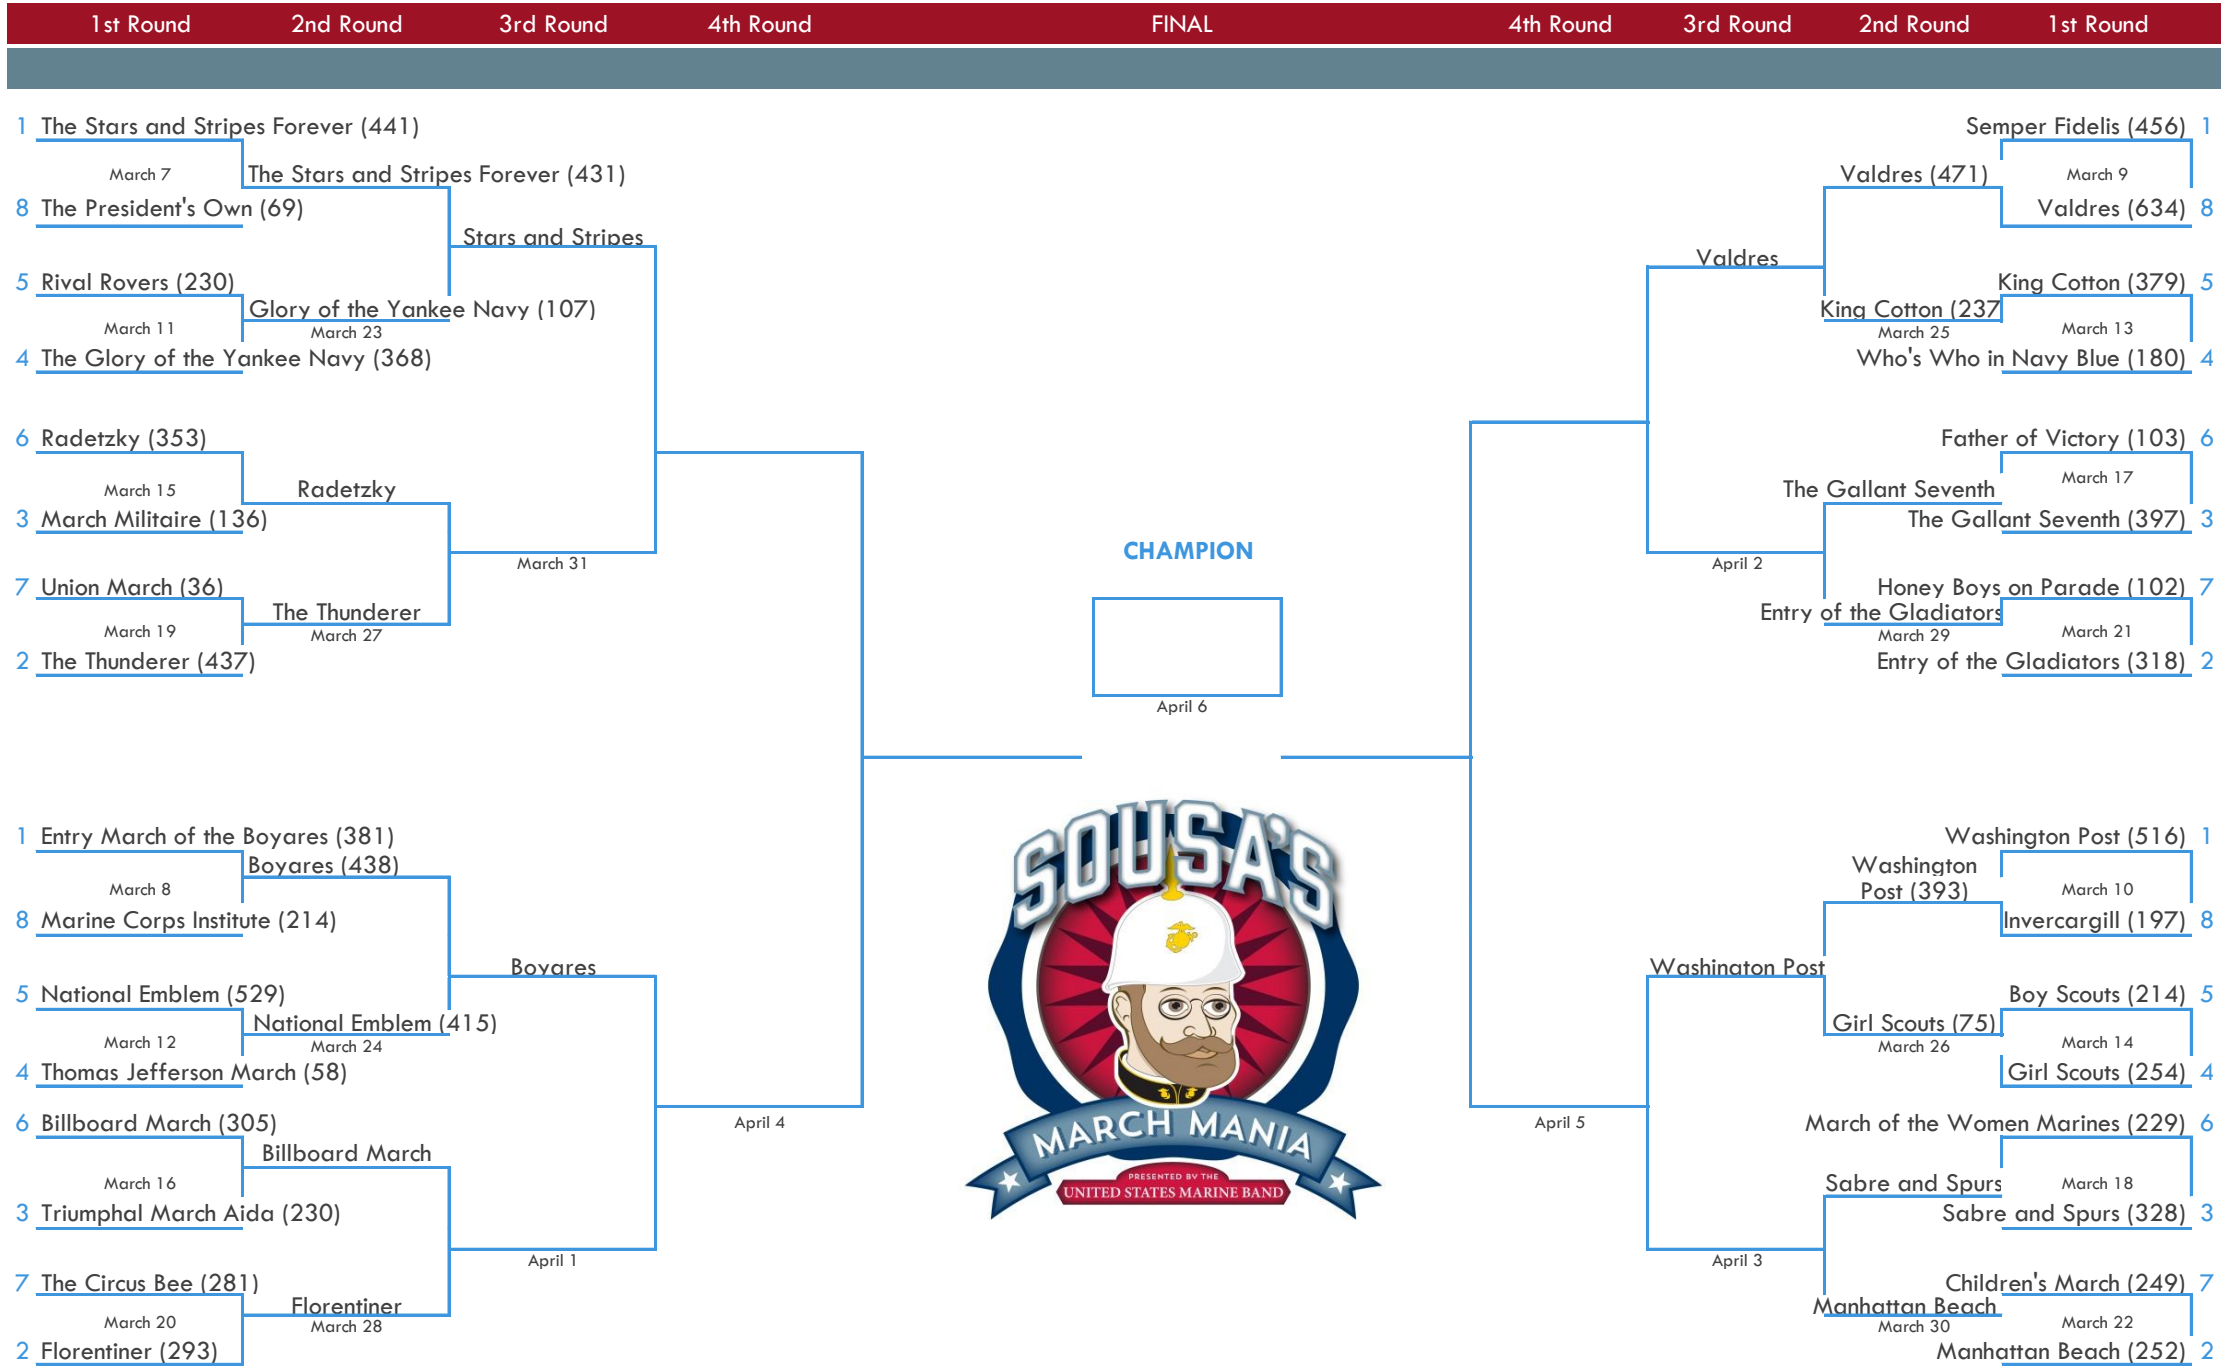 1st Round 2nd Round 3rd Round 4th Round FINAL 4th Round 3rd Round 2nd Round 1st Round
1 The Stars and Stripes Forever (441)
March 7
The Stars and Stripes Forever (431)
8 The President's Own (69)
Stars and Stripes
5 Rival Rovers (230)
Glory of the Yankee Navy (107)
March 11
March 23
4 The Glory of the Yankee Navy (368)
6 Radetzky (353)
March 15
Radetzky
3 March Militaire (136)
March 31
7 Union March (36)
The Thunderer
March 19
March 27
2 The Thunderer (437)
1 Entry March of the Boyares (381)
Boyares (438)
March 8
8 Marine Corps Institute (214)
Boyares
5 National Emblem (529)
National Emblem (415)
March 12
March 24
4 Thomas Jefferson March (58)
6 Billboard March (305)
Billboard March
March 16
3 Triumphal March Aida (230)
April 1
7 The Circus Bee (281)
Florentiner
March 20
March 28
2 Florentiner (293)
April 4
CHAMPION
April 6
SOUSA'S
MARCH MANIA
PRESENTED BY THE
UNITED STATES MARINE BAND
Semper Fidelis (456) 1
Valdres (471)
March 9
Valdres (634) 8
Valdres
King Cotton (379) 5
King Cotton (237
March 25
March 13
Who's Who in Navy Blue (180) 4
Father of Victory (103) 6
March 17
The Gallant Seventh
The Gallant Seventh (397) 3
April 2
Honey Boys on Parade (102) 7
Entry of the Gladiators
March 29
March 21
Entry of the Gladiators (318) 2
Washington Post (516) 1
Washington
Post (393)
March 10
Invercargill (197) 8
Washington Post
Boy Scouts (214) 5
Girl Scouts (75)
March 26
March 14
Girl Scouts (254) 4
April 5
March of the Women Marines (229) 6
Sabre and Spurs
March 18
Sabre and Spurs (328) 3
April 3
Children's March (249) 7
Manhattan Beach
March 30
March 22
Manhattan Beach (252) 2